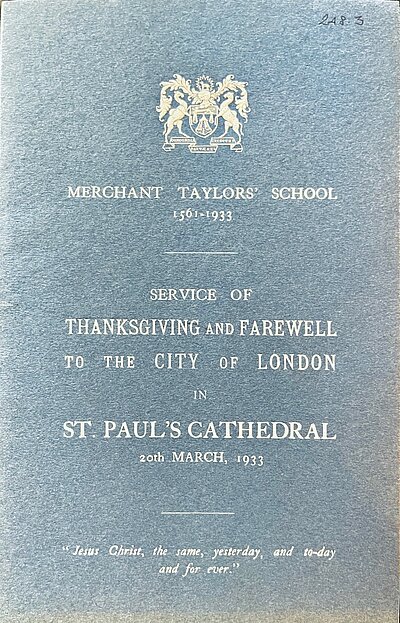 248:3
MERCHANT TAYLORS' SCHOOL
1561-1933
SERVICE OF
THANKSGIVING AND FAREWELL
TO THE CITY OF LONDON
IN
ST. PAUL'S CATHEDRAL
20th MARCH, 1933
"Jesus Christ, the same, yesterday, and to-day
and for ever."